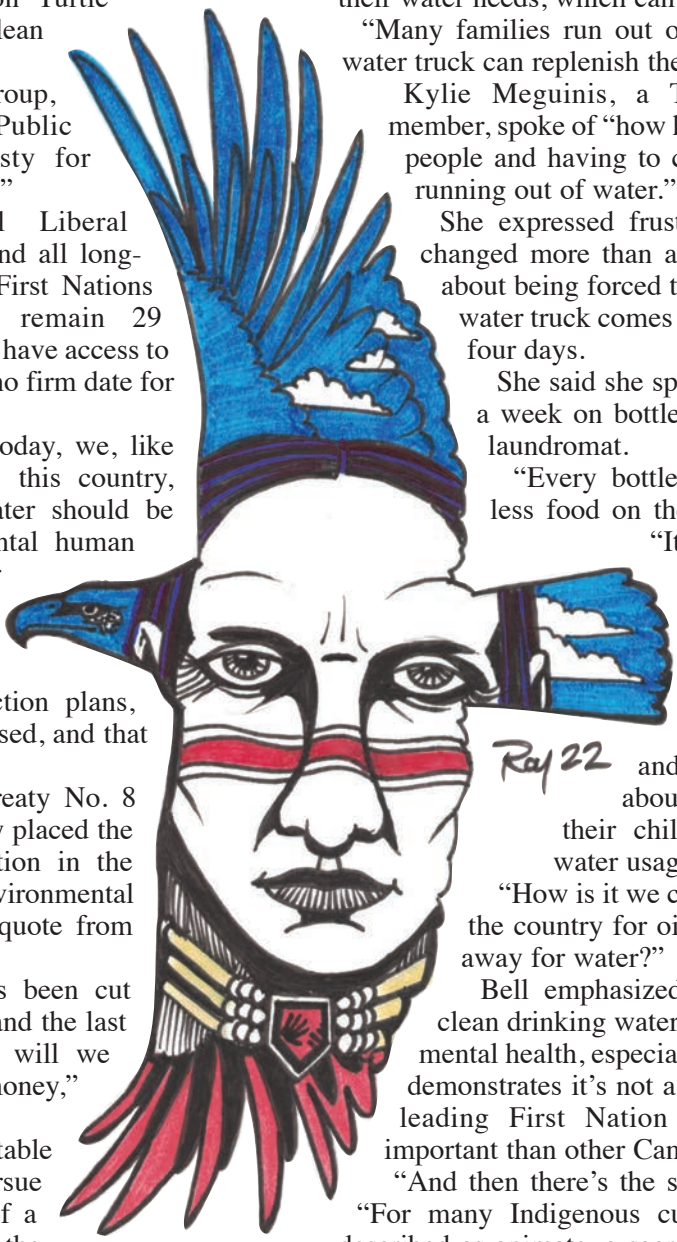 on Turtle
lean
roup,
Public
sty for
”
l Liberal
nd all long-
First Nations
remain 29
have access to
no firm date for
oday, we, like
this country,
ater should be
ntal human
ction plans,
sed, and that
reaty No. 8
y placed the
tion in the
vironmental
quote from
s been cut
and the last
will we
noney,”
table
rsue
f a
their water needs, which can
“Many families run out o
water truck can replenish the
Kylie Meguinis, a T
member, spoke of “how h
people and having to c
running out of water.”
She expressed frust
changed more than a
about being forced t
water truck comes
four days.
She said she sp
a week on bottle
laundromat.
“Every bottle
less food on the
“It
Ray 22
and
abou
their chil
water usag
“How is it we c
the country for oi
away for water?”
Bell emphasized
clean drinking water
mental health, especia
demonstrates it’s not a
leading First Nation
important than other Can
“And then there’s the s
“For many Indigenous cu